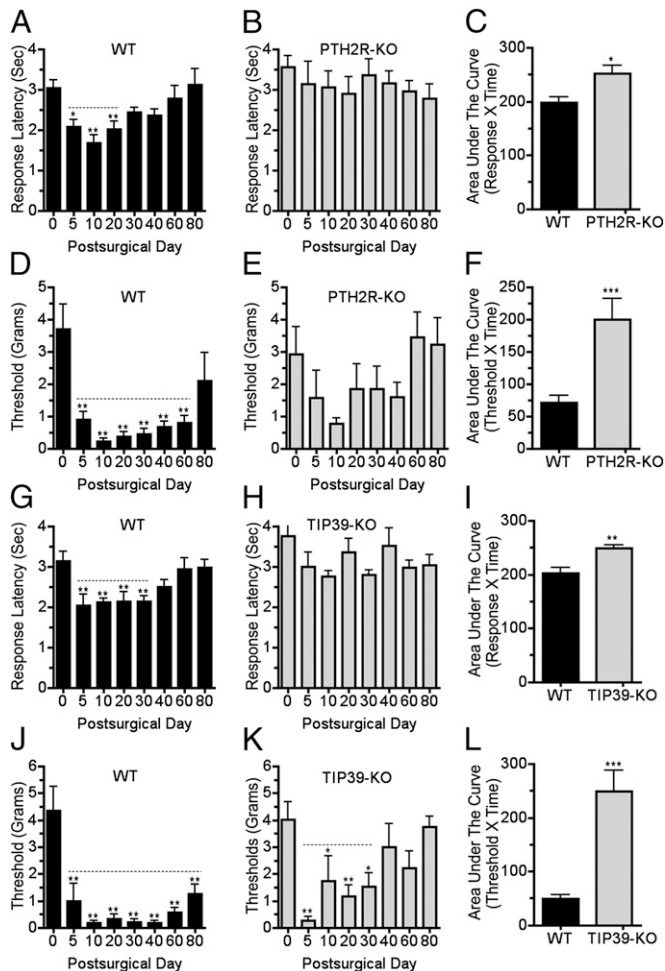 A
WT
Response Latency (Sec)
4
3
2
1
0
*
**
**
0 5 10 20 30 40 60 80
Postsurgical Day
B
PTH2R-KO
Response Latency (Sec)
4
3
2
1
0
0 5 10 20 30 40 60 80
Postsurgical Day
C
Area Under The Curve
(Response X Time)
300
200
100
0
*
WT PTH2R-KO
D
WT
Threshold (Grams)
5
4
3
2
1
0
** ** ** ** ** **
0 5 10 20 30 40 60 80
Postsurgical Day
E
PTH2R-KO
Threshold (Grams)
5
4
3
2
1
0
0 5 10 20 30 40 60 80
Postsurgical Day
F
Area Under The Curve
(Threshold X Time)
250
200
150
100
50
0
***
WT PTH2R-KO
G
WT
Response Latency (Sec)
4
3
2
1
0
** ** ** **
0 5 10 20 30 40 60 80
Postsurgical Day
H
TIP39-KO
Response Latency (Sec)
4
3
2
1
0
0 5 10 20 30 40 60 80
Postsurgical Day
I
Area Under The Curve
(Response X Time)
300
200
100
0
**
WT TIP39-KO
J
WT
Threshold (Grams)
6
5
4
3
2
1
0
** ** ** ** ** ** **
0 5 10 20 30 40 60 80
Postsurgical Day
K
TIP39-KO
Thresholds (Grams)
6
5
4
3
2
1
0
** * ** *
0 5 10 20 30 40 60 80
Postsurgical Day
L
Area Under The Curve
(Threshold X Time)
300
200
100
0
***
WT TIP39-KO